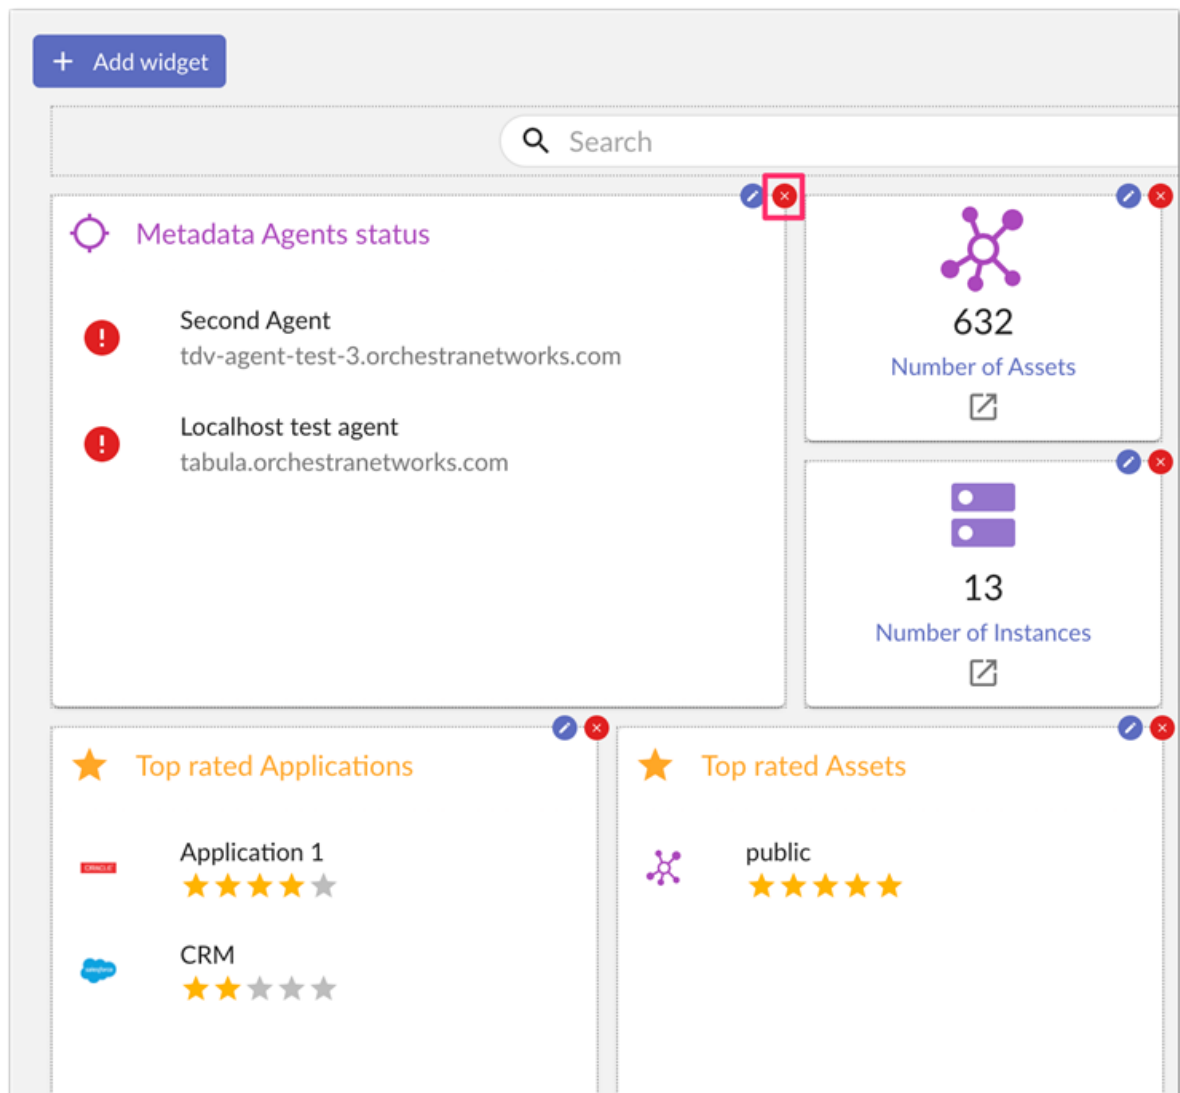 Add widget
Search
Metadata Agents status
Second Agent
tdv-agent-test-3.orchestranetworks.com
Localhost test agent
tabula.orchestranetworks.com
632
Number of Assets
13
Number of Instances
Top rated Applications
Application 1
CRM
salesforce
Top rated Assets
public